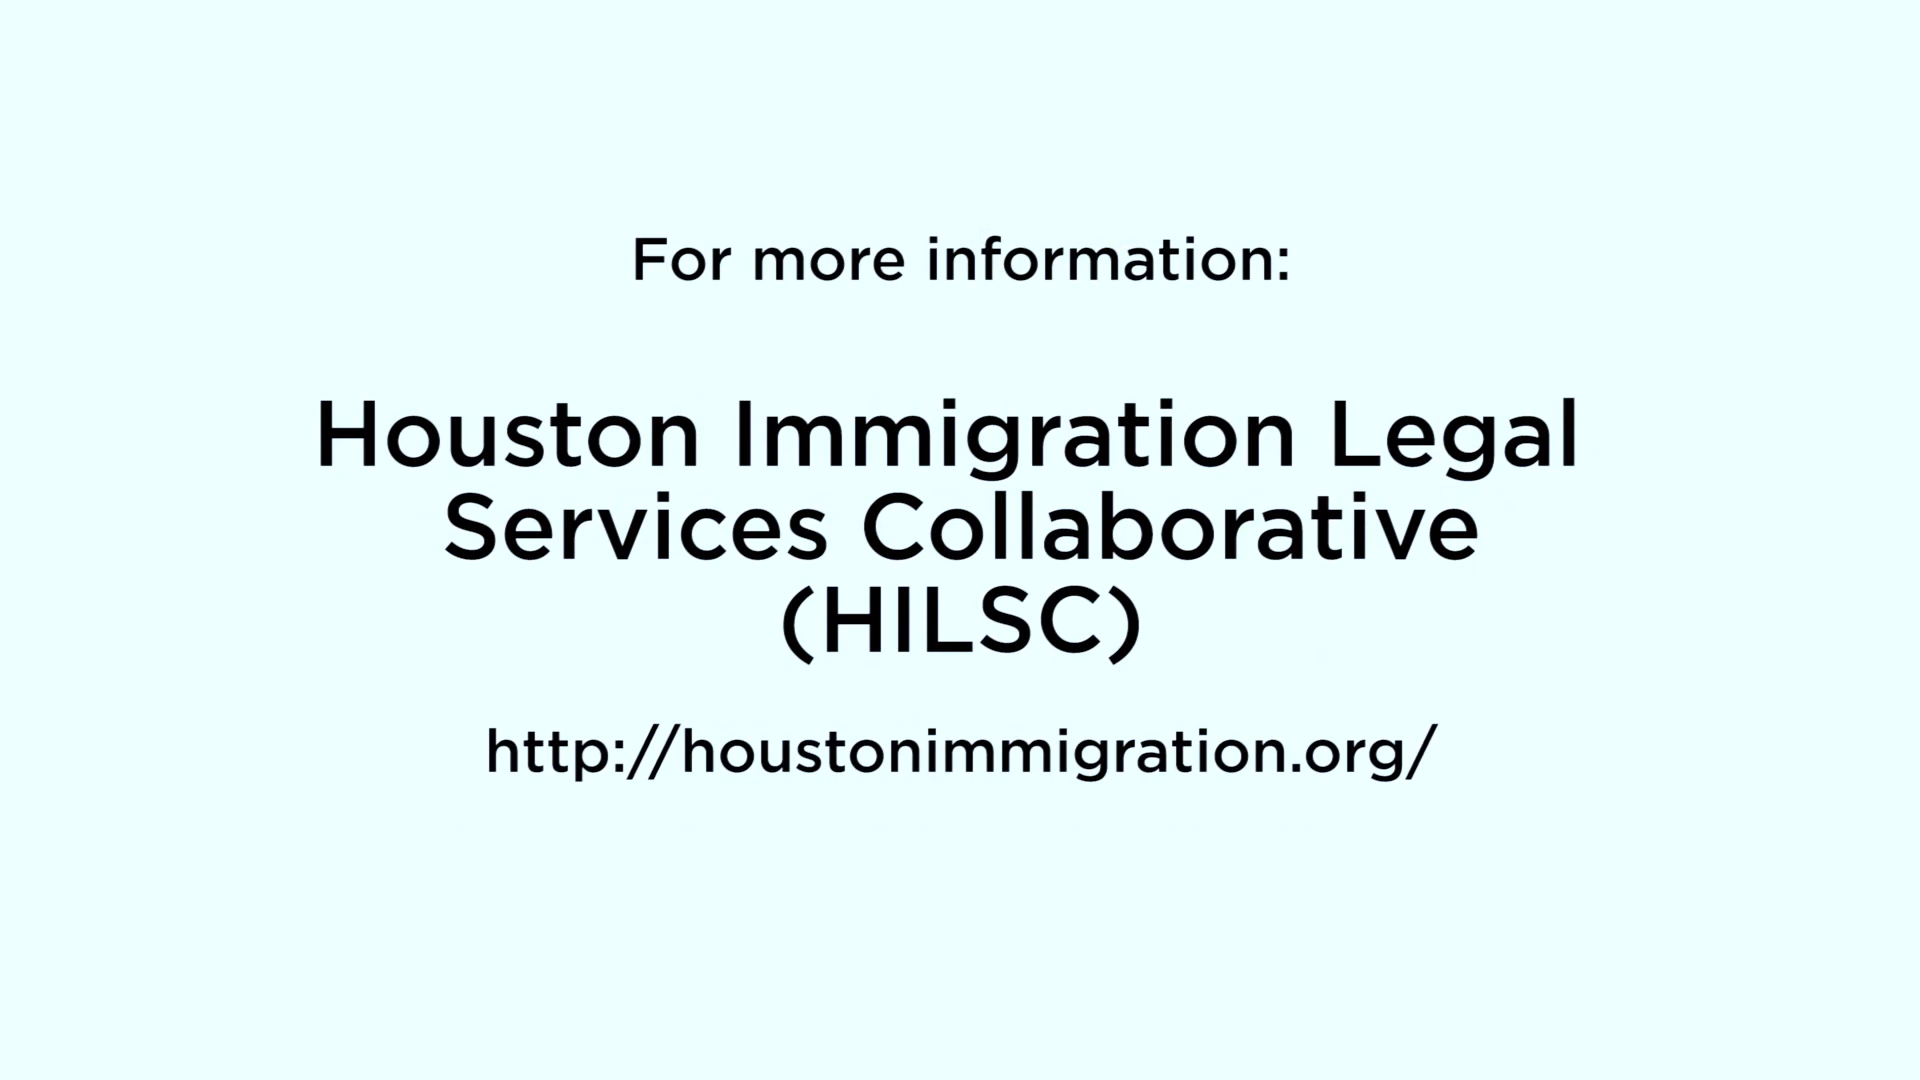 For more information:
Houston Immigration Legal
Services Collaborative
(HILSC)
http://houstonimmigration.org/